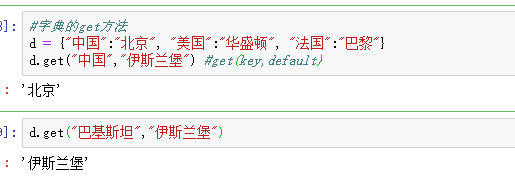 ]: #字典的get方法
d = {"中国":"北京", "美国":"华盛顿", "法国":"巴黎"}
d.get("中国","伊斯兰堡") #get(key,default)
: '北京'
]: d.get("巴基斯坦","伊斯兰堡")
: '伊斯兰堡'